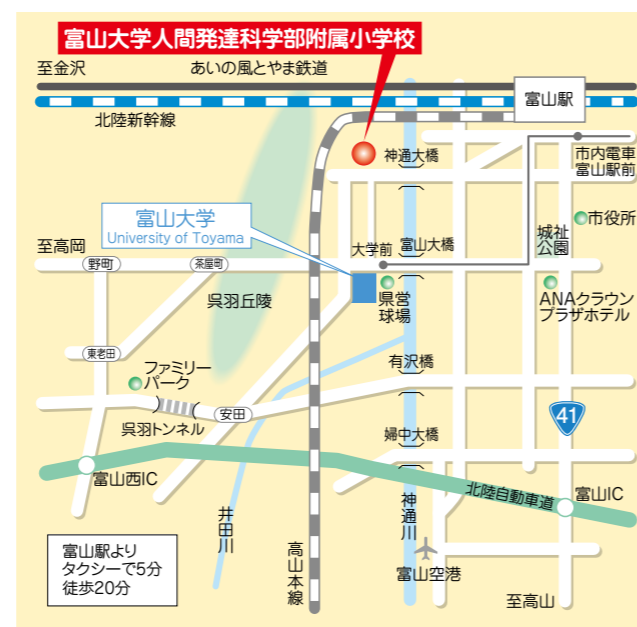 富山大学人間発達科学部附属小学校
至金沢
あいの風とやま鉄道
富山駅
北陸新幹線
神通大橋
市内電車
富山駅前
富山大学
University of Toyama
至高岡
大学前
富山大橋
城祉
公園
市役所
野町
茶屋町
呉羽丘陵
県営
球場
ANAクラウン
プラザホテル
東老田
ファミリー
パーク
有沢橋
安田
呉羽トンネル
41
婦中大橋
富山西IC
北陸自動車道
富山IC
井田川
神通川
高山本線
富山空港
富山駅より
タクシーで5分
徒歩20分
至高山